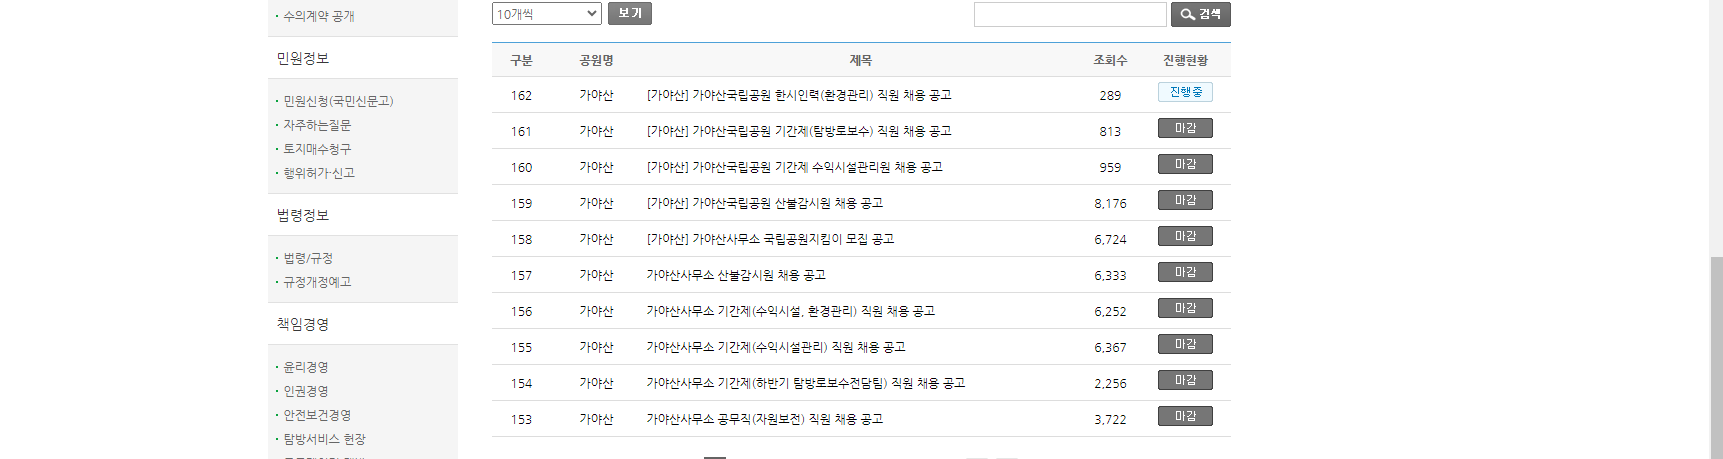 수의계약 공개
민원정보
민원신청(국민신문고)
자주하는질문
토지매수청구
행위허가·신고
법령정보
법령/규정
규정개정예고
책임경영
윤리경영
인권경영
안전보건경영
탐방서비스 헌장
10개씩 보기 검색
구분 공원명 제목 조회수 진행현황
162 가야산 [가야산] 가야산국립공원 한시인력(환경관리) 직원 채용 공고 289 진행중
161 가야산 [가야산] 가야산국립공원 기간제(탐방로보수) 직원 채용 공고 813 마감
160 가야산 [가야산] 가야산국립공원 기간제 수익시설관리원 채용 공고 959 마감
159 가야산 [가야산] 가야산국립공원 산불감시원 채용 공고 8,176 마감
158 가야산 [가야산] 가야산사무소 국립공원지킴이 모집 공고 6,724 마감
157 가야산 가야산사무소 산불감시원 채용 공고 6,333 마감
156 가야산 가야산사무소 기간제(수익시설, 환경관리) 직원 채용 공고 6,252 마감
155 가야산 가야산사무소 기간제(수익시설관리) 직원 채용 공고 6,367 마감
154 가야산 가야산사무소 기간제(하반기 탐방로보수전담팀) 직원 채용 공고 2,256 마감
153 가야산 가야산사무소 공무직(자원보전) 직원 채용 공고 3,722 마감